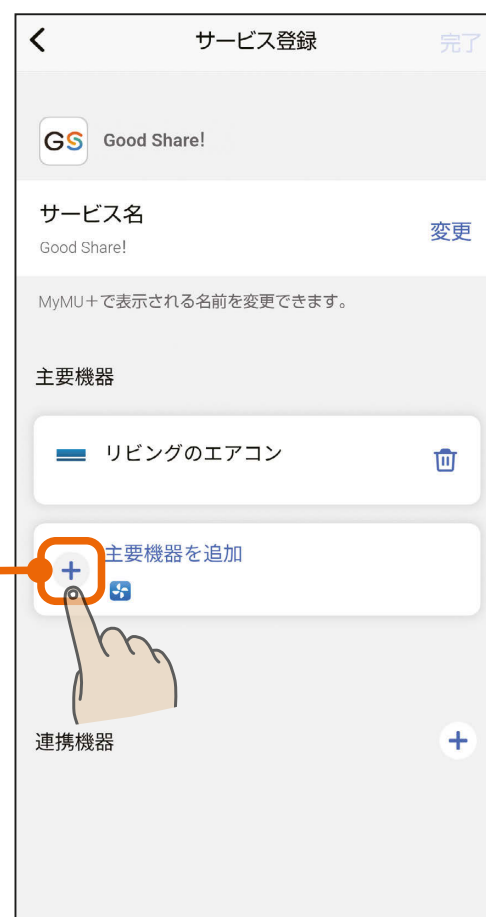 サービス登録
完了
GS
Good Share!
サービス名
Good Share!
変更
MyMU＋で表示される名前を変更できます。
主要機器
リビングのエアコン
主要機器を追加
連携機器